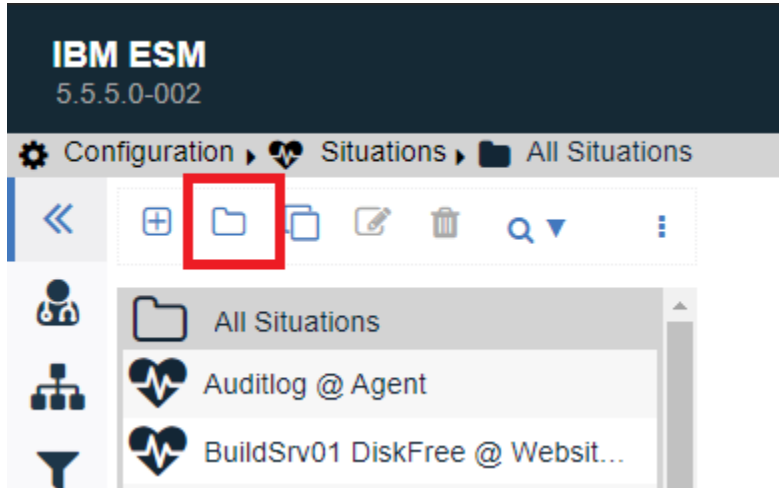 IBM ESM
5.5.5.0-002
Configuration Situations All Situations
All Situations
Auditlog @ Agent
BuildSrv01 DiskFree @ Websit...